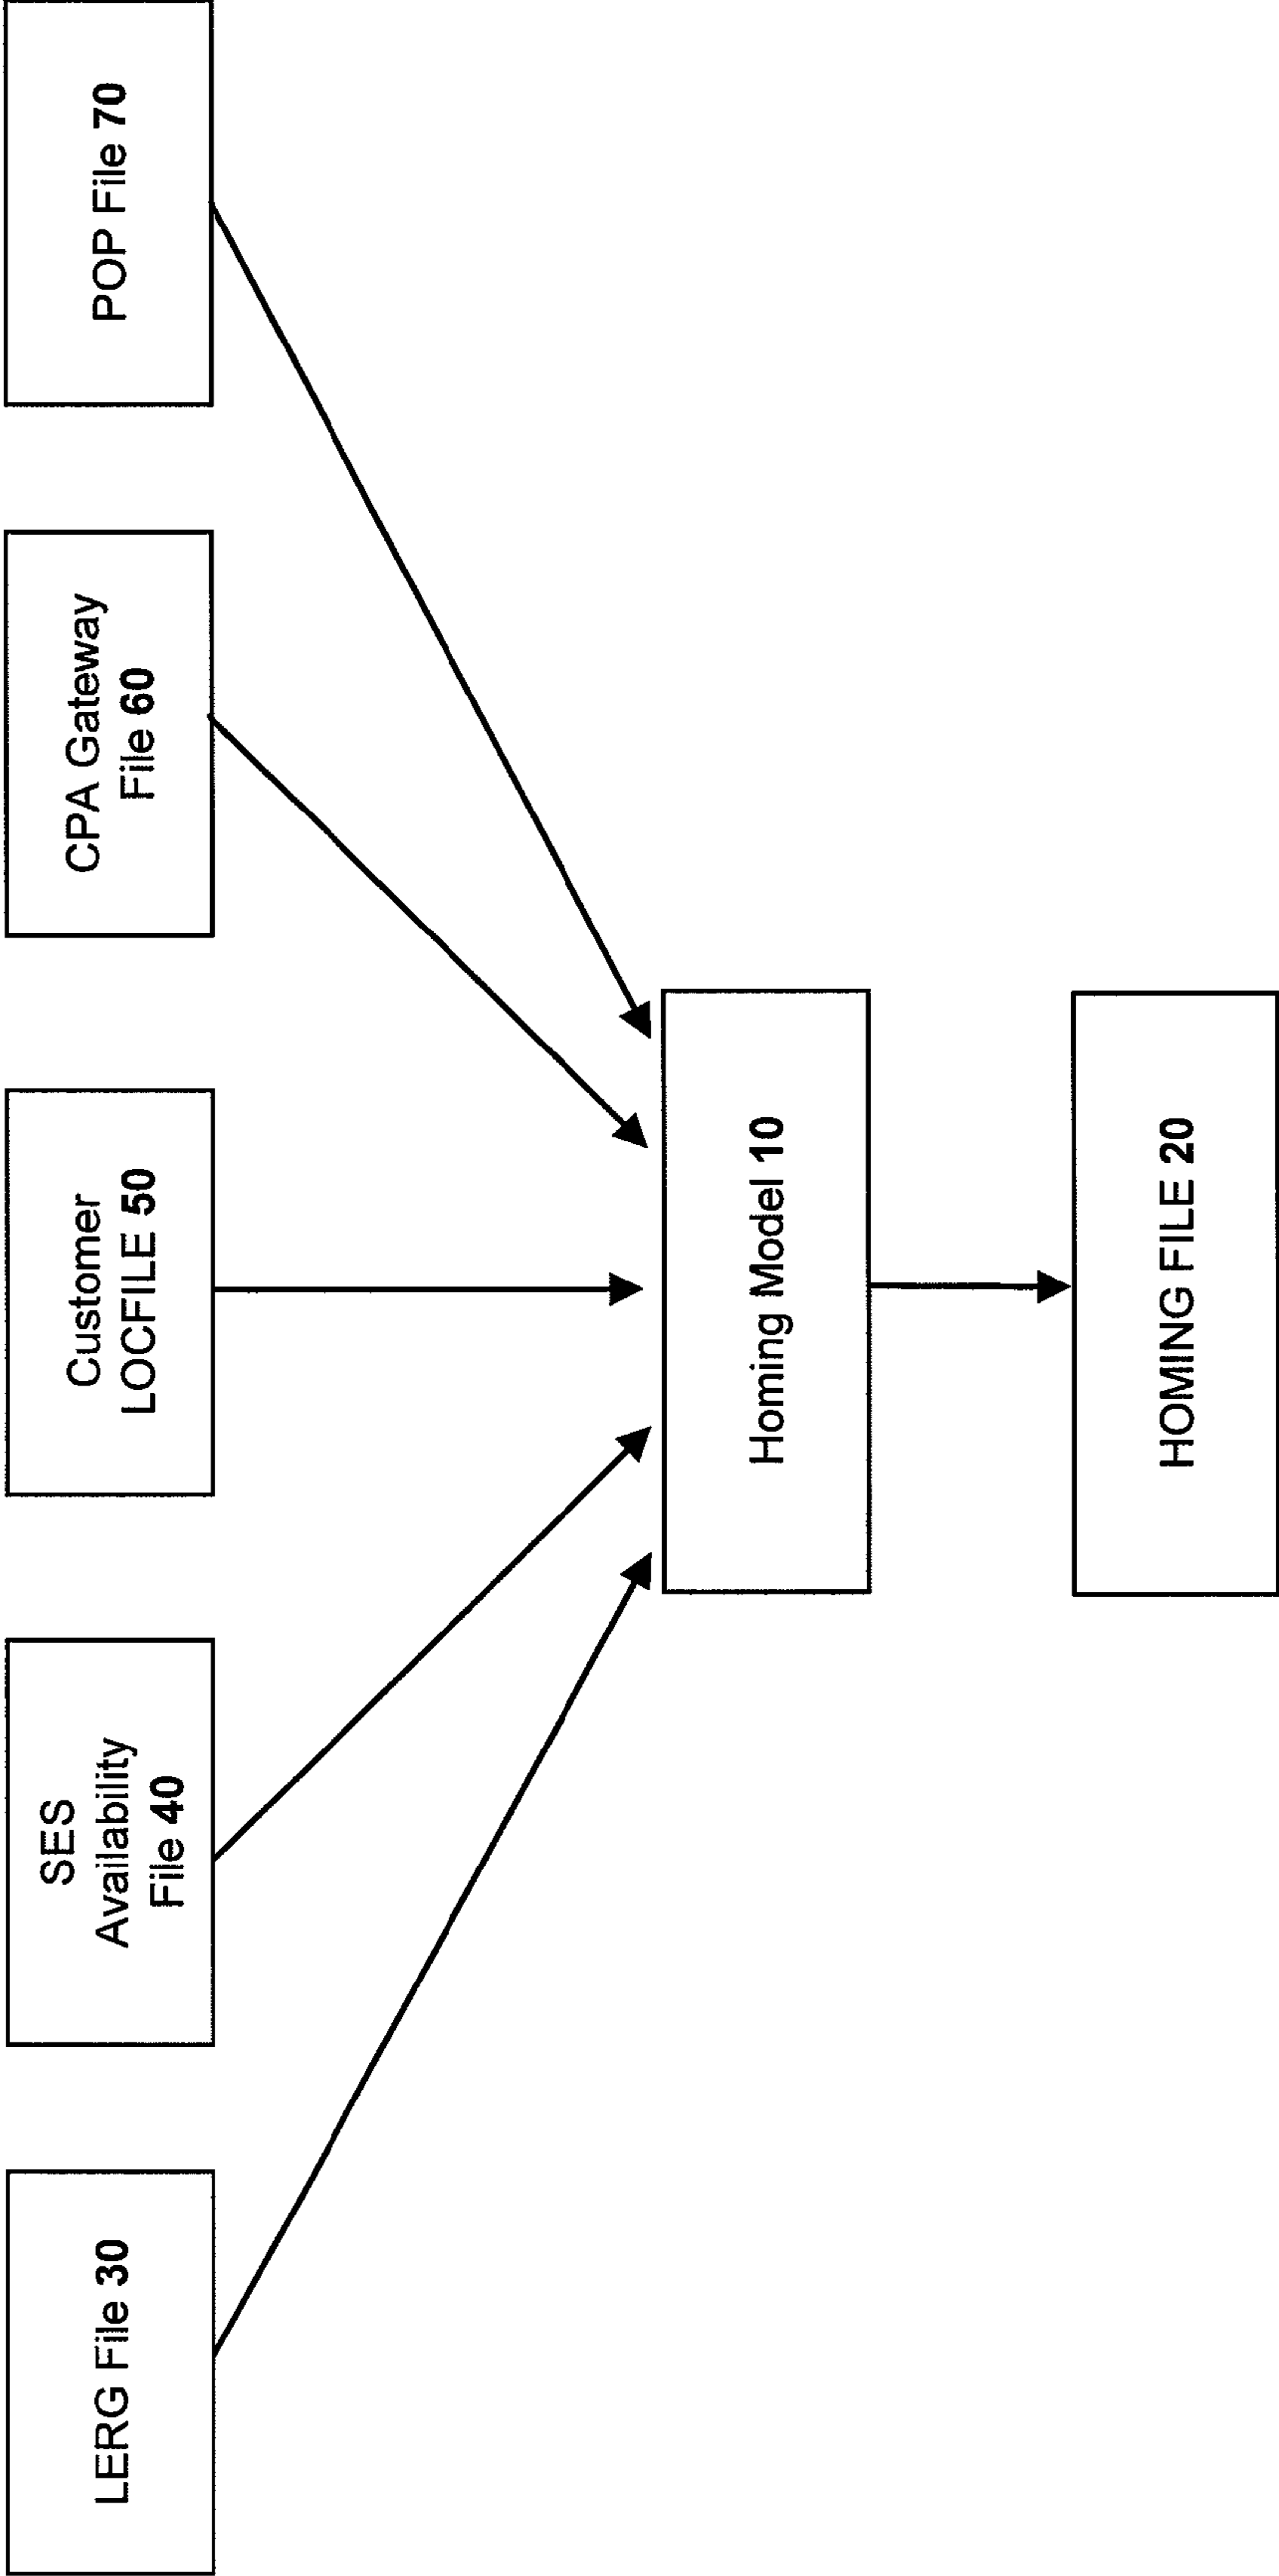 LERG File 30
SES
Availability
File 40
Customer
LOCFILE 50
CPA Gateway
File 60
POP File 70
Homing Model 10
HOMING FILE 20